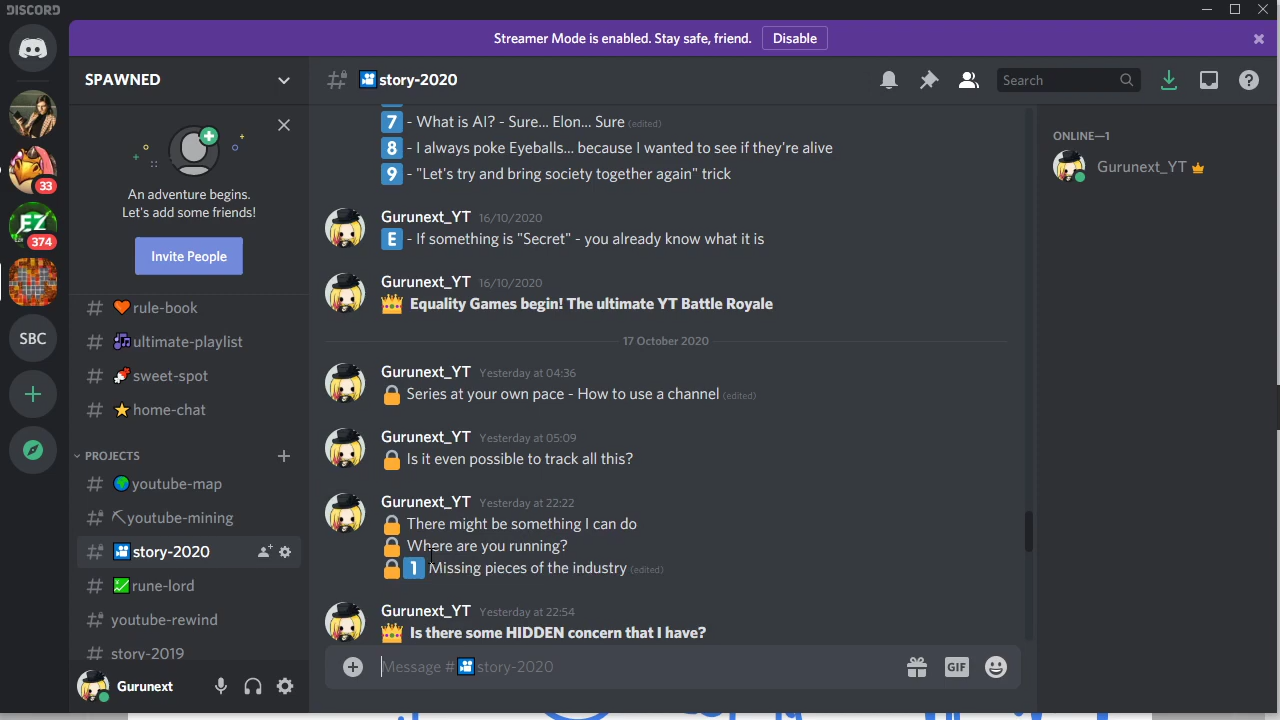 DISCORD
Streamer Mode is enabled. Stay safe, friend. Disable
SPAWNED
story-2020
Search
An adventure begins.
Let's add some friends!
Invite People
33
EZ
374
SBC
# rule-book
# ultimate-playlist
# sweet-spot
# home-chat
PROJECTS
# youtube-map
# youtube-mining
# story-2020
# rune-lord
# youtube-rewind
# story-2019
Gurunext
7 - What is AI? - Sure... Elon... Sure (edited)
8 - I always poke Eyeballs... because I wanted to see if they're alive
9 - "Let's try and bring society together again" trick
Gurunext_YT 16/10/2020
E - If something is "Secret" - you already know what it is
Gurunext_YT 16/10/2020
Equality Games begin! The ultimate YT Battle Royale
17 October 2020
Gurunext_YT Yesterday at 04:36
Series at your own pace - How to use a channel (edited)
Gurunext_YT Yesterday at 05:09
Is it even possible to track all this?
Gurunext_YT Yesterday at 22:22
There might be something I can do
Where are you running?
1 Missing pieces of the industry (edited)
Gurunext_YT Yesterday at 22:54
Is there some HIDDEN concern that I have?
Message # story-2020
GIF
ONLINE—1
Gurunext_YT